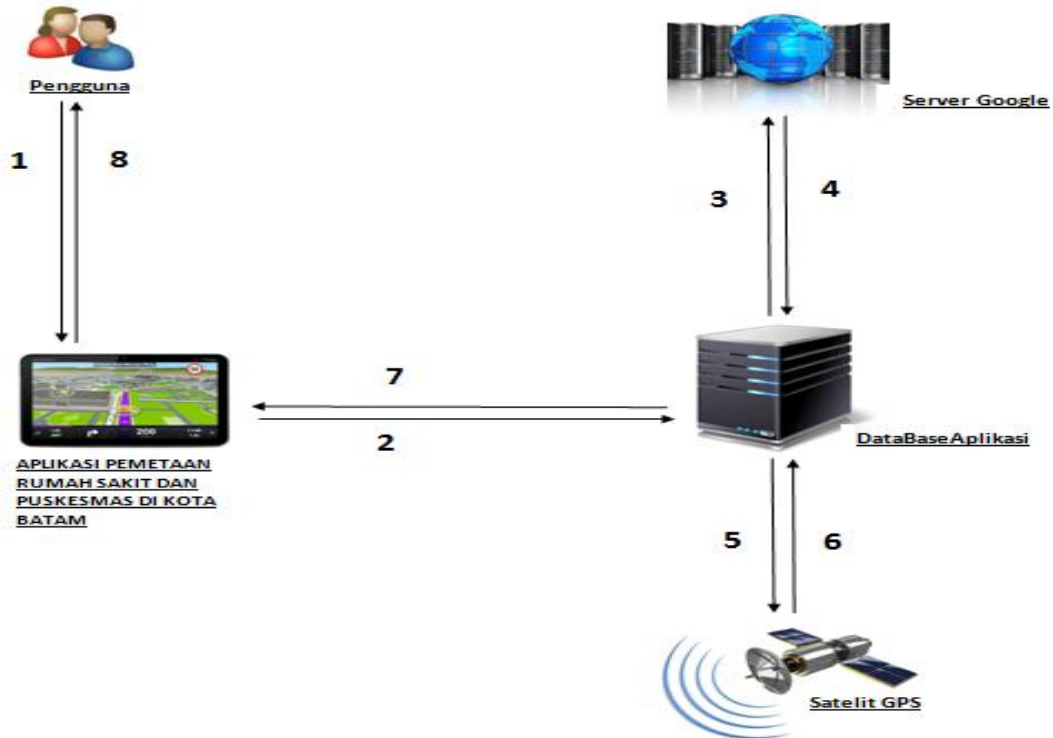 Pengguna
Server Google
1
8
3
4
7
2
DataBaseAplikasi
APLIKASI PEMETAAN
RUMAH SAKIT DAN
PUSKESMAS DI KOTA
BATAM
5
6
Satelit GPS
200